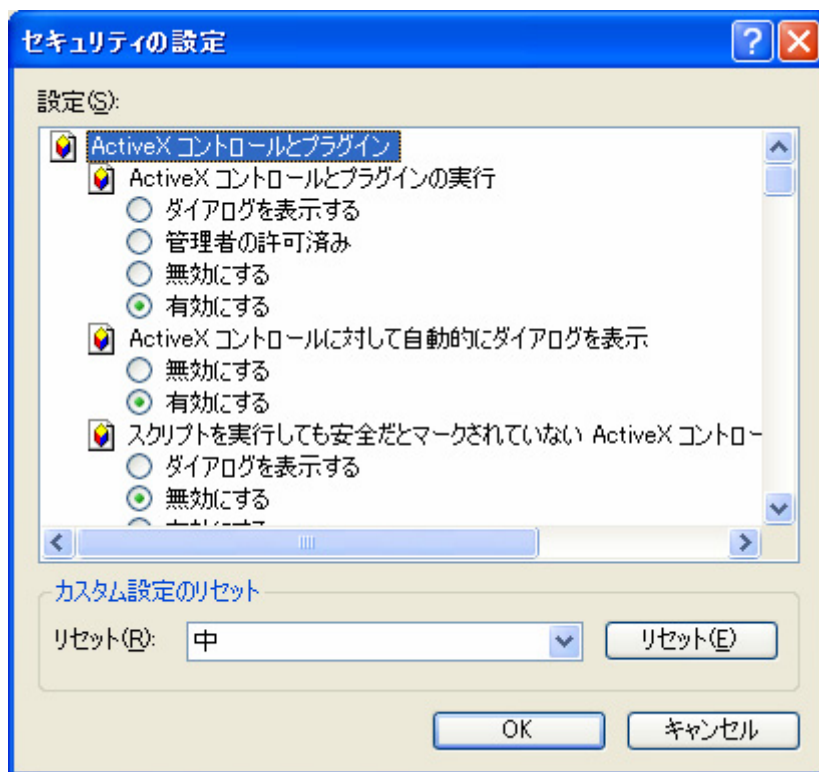 セキュリティの設定
設定(S):
ActiveX コントロールとプラグイン
ActiveX コントロールとプラグインの実行
ダイアログを表示する
管理者の許可済み
無効にする
有効にする
ActiveX コントロールに対して自動的にダイアログを表示
無効にする
有効にする
スクリプトを実行しても安全だとマークされていない ActiveX コントロー
ダイアログを表示する
無効にする
カスタム設定のリセット
リセット(R):
中
リセット(E)
OK
キャンセル